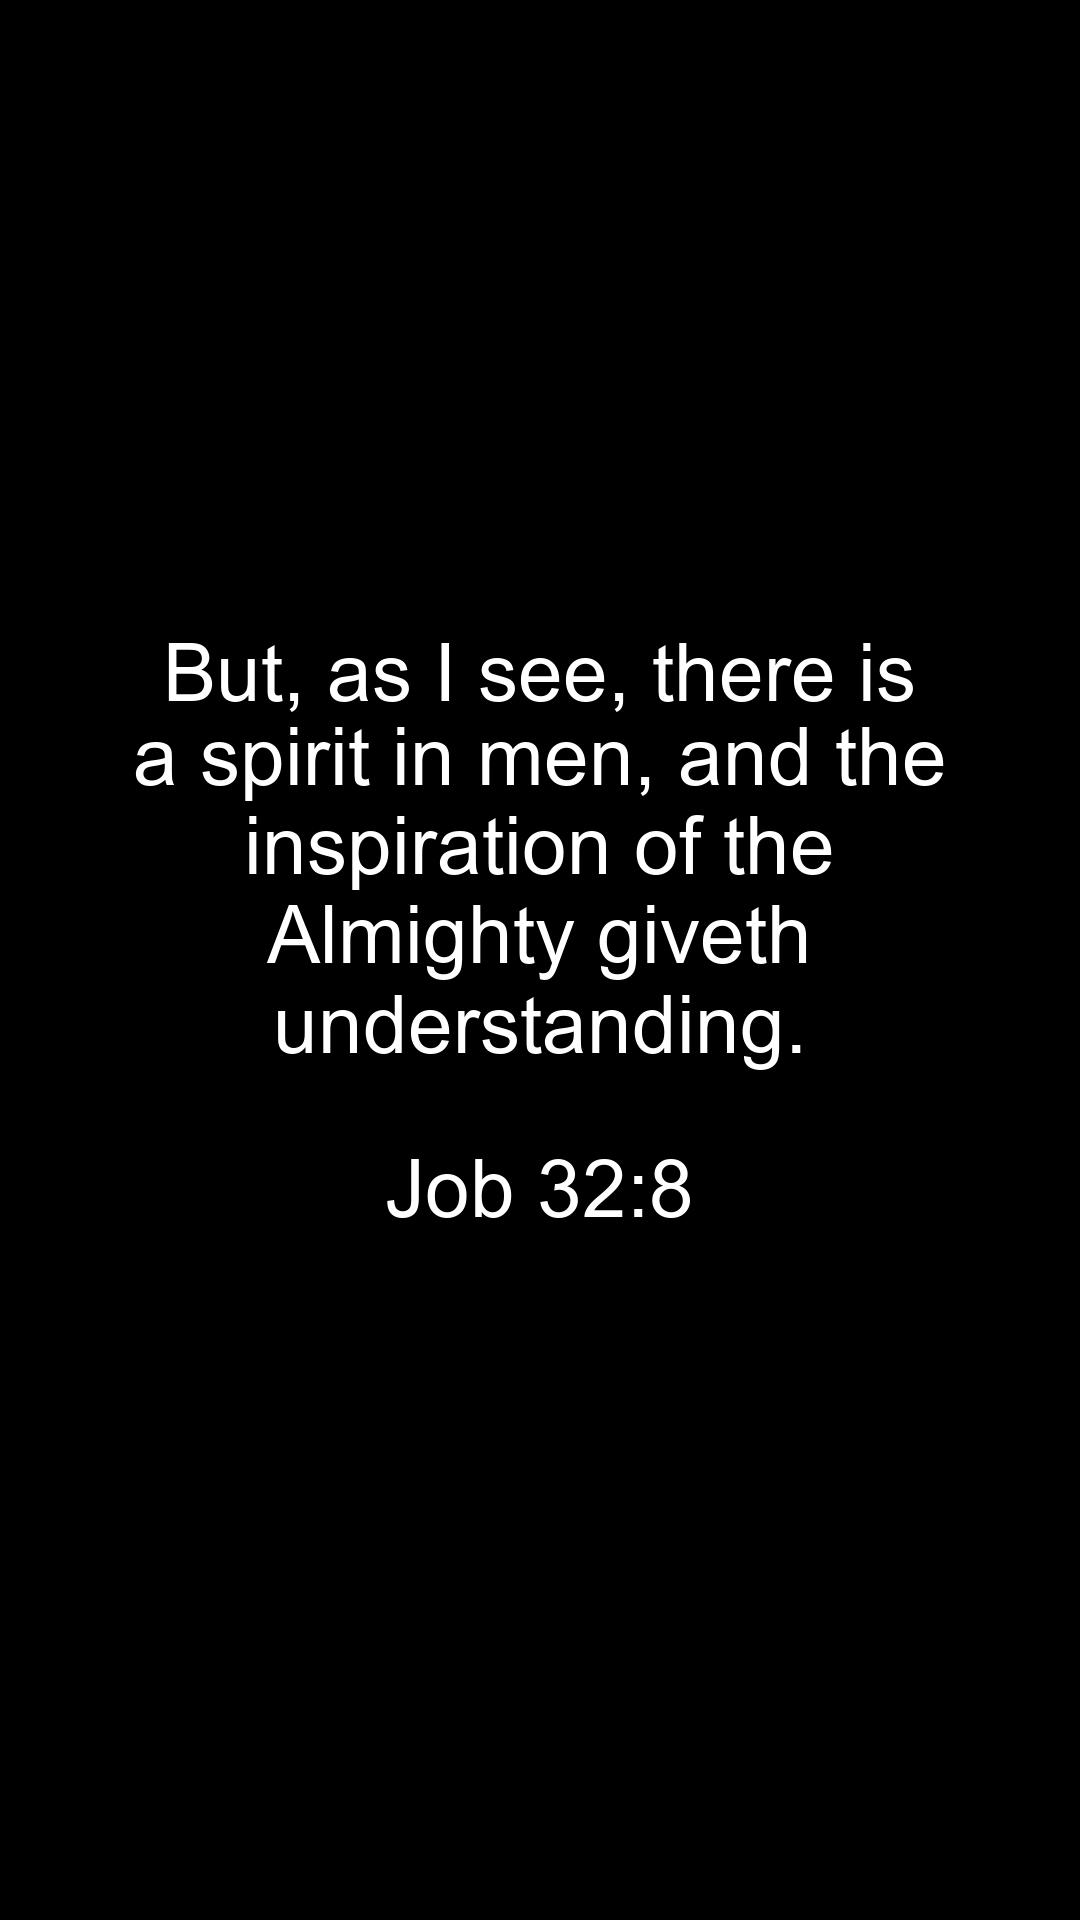 But, as I see, there is
a spirit in men, and the
inspiration of the
Almighty giveth
understanding.
Job 32:8